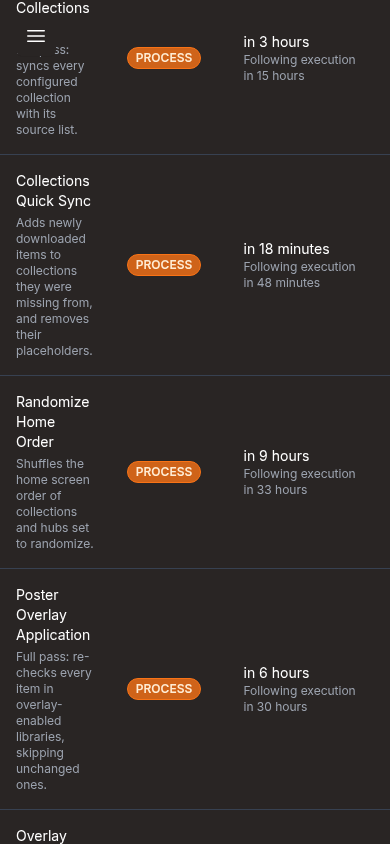 Collections
syncs every
configured
collection
with its
source list.
PROCESS
in 3 hours
Following execution
in 15 hours
Collections
Quick Sync
Adds newly
downloaded
items to
collections
they were
missing from,
and removes
their
placeholders.
PROCESS
in 18 minutes
Following execution
in 48 minutes
Randomize
Home
Order
Shuffles the
home screen
order of
collections
and hubs set
to randomize.
PROCESS
in 9 hours
Following execution
in 33 hours
Poster
Overlay
Application
Full pass: re-
checks every
item in
overlay-
enabled
libraries,
skipping
unchanged
ones.
PROCESS
in 6 hours
Following execution
in 30 hours
Overlay